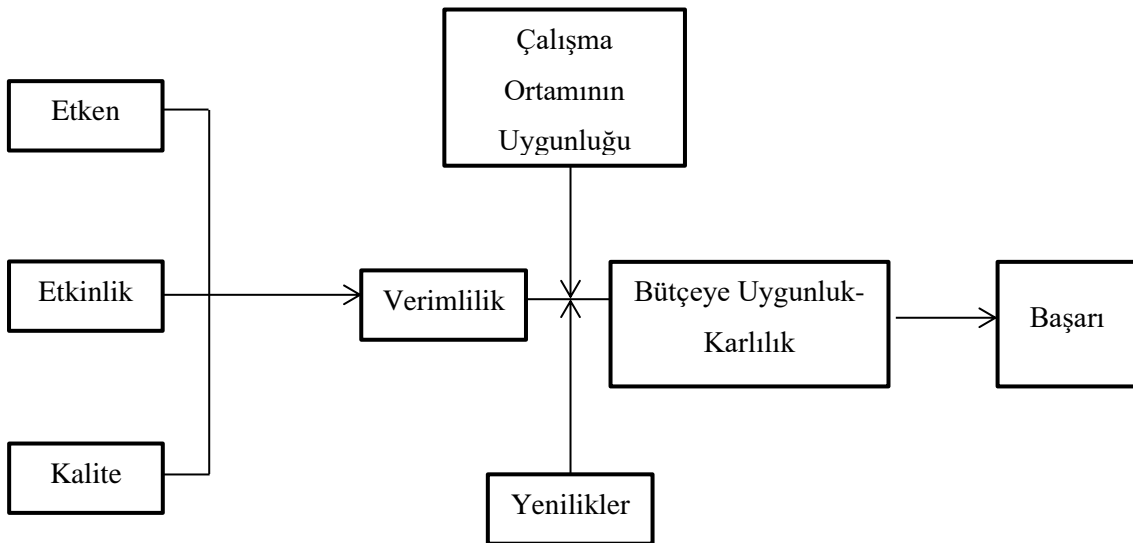 Çalışma
Ortamının
Uygunluğu
Etken
Etkinlik
Verimlilik
Bütçeye Uygunluk-
Karlılık
Başarı
Kalite
Yenilikler